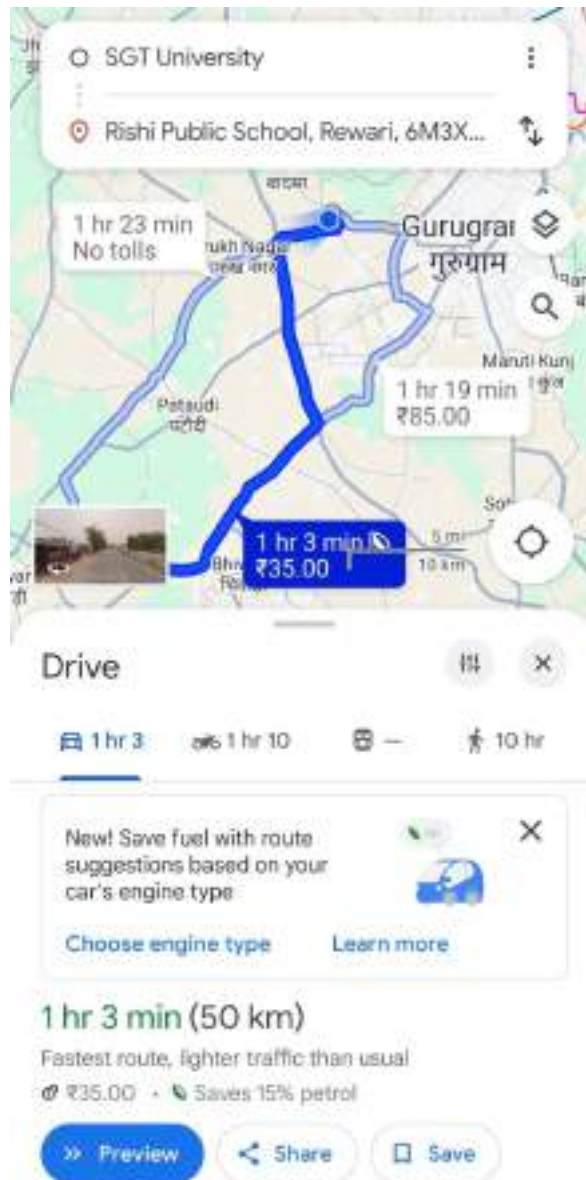 SGT University
Rishi Public School, Rewari, 6M3X...
1 hr 23 min
No tolls
Gurugra
गुरुग्राम
Maruti Kunj
Pataudi
पटौदी
1 hr 19 min
₹85.00
1 hr 3 min
₹35.00
5 mi
10 km
Drive
1 hr 3
1 hr 10
—
10 hr
New! Save fuel with route
suggestions based on your
car's engine type
Choose engine type
Learn more
1 hr 3 min (50 km)
Fastest route, lighter traffic than usual
₹35.00 · Saves 15% petrol
Preview
Share
Save